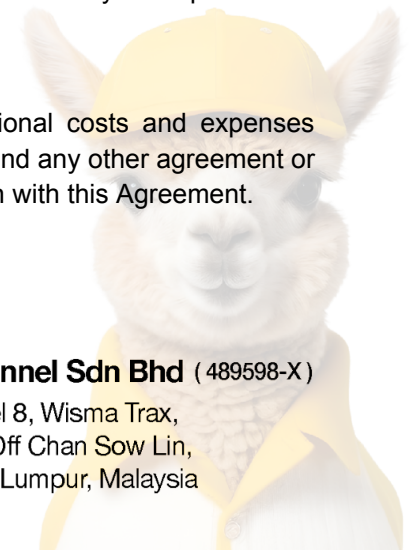 ional costs and expenses
nd any other agreement or
n with this Agreement.
nnel Sdn Bhd (489598-X)
el 8, Wisma Trax,
Off Chan Sow Lin,
Lumpur, Malaysia